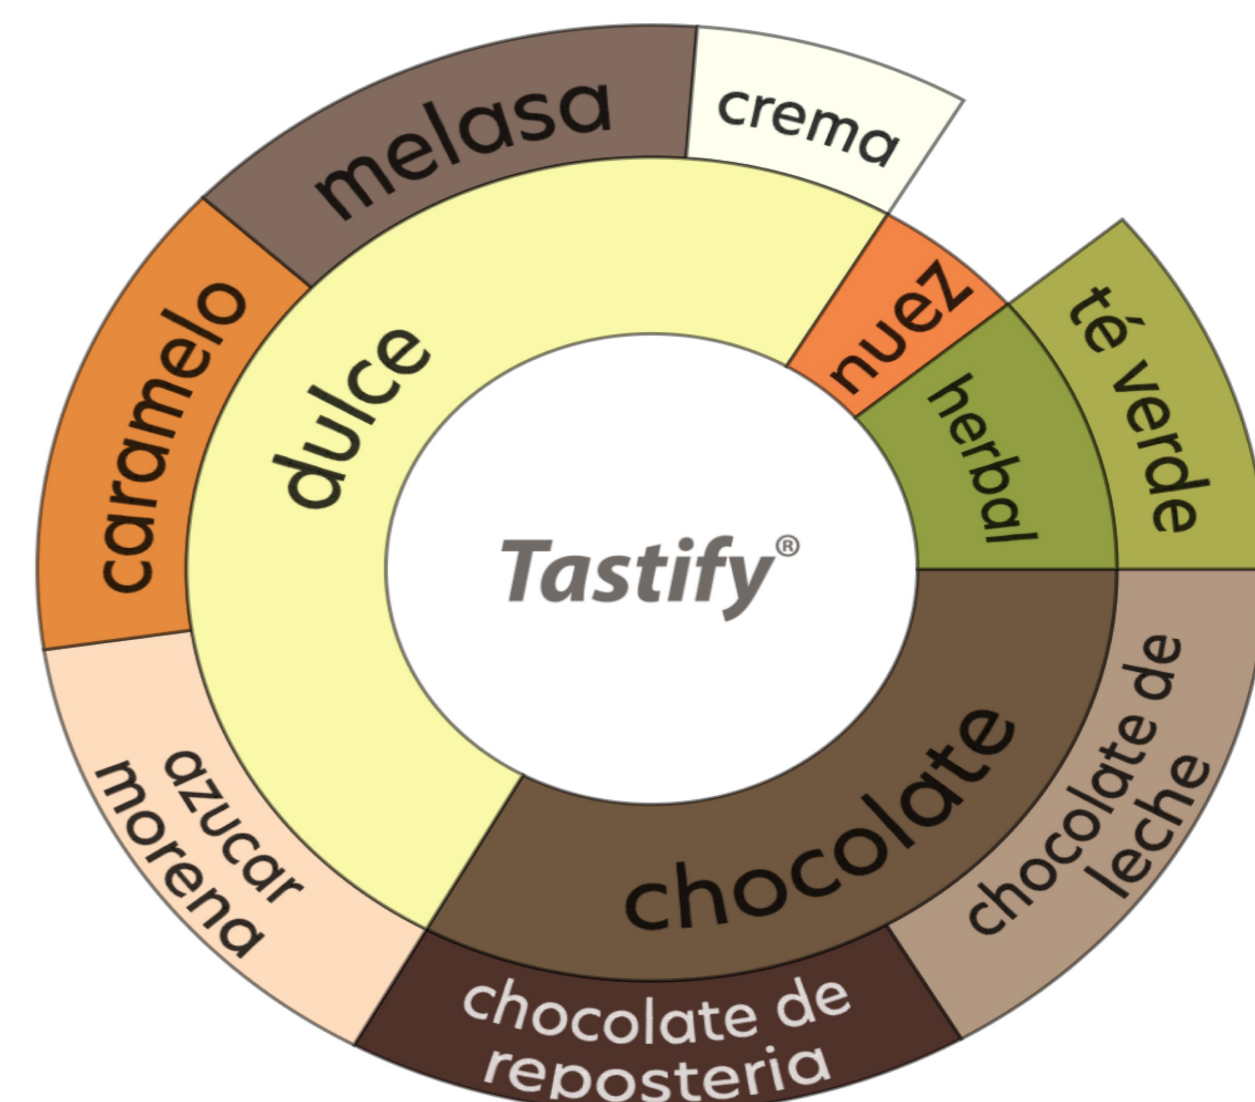 melasa
crema
caramelo
dulce
nuez
té verde
herbal
Tastify®
azucar
morena
chocolate
chocolate de
leche
chocolate de
reposteria